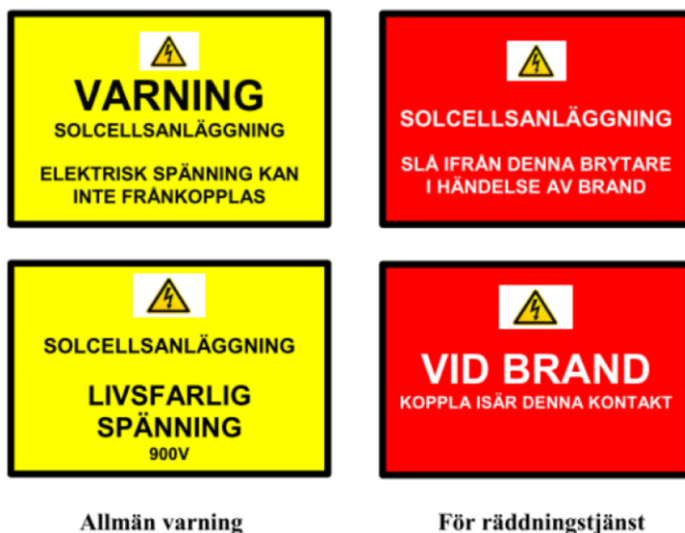 VARNING
SOLCELLSANLÄGGNING
ELEKTRISK SPÄNNING KAN
INTE FRÅNKOPPLAS
SOLCELLSANLÄGGNING
SLÅ IFRÅN DENNA BRYTARE
I HÄNDELSE AV BRAND
SOLCELLSANLÄGGNING
LIVSFARLIG
SPÄNNING
900V
VID BRAND
KOPPLA ISÄR DENNA KONTAKT
Allmän varning
För räddningstjänst